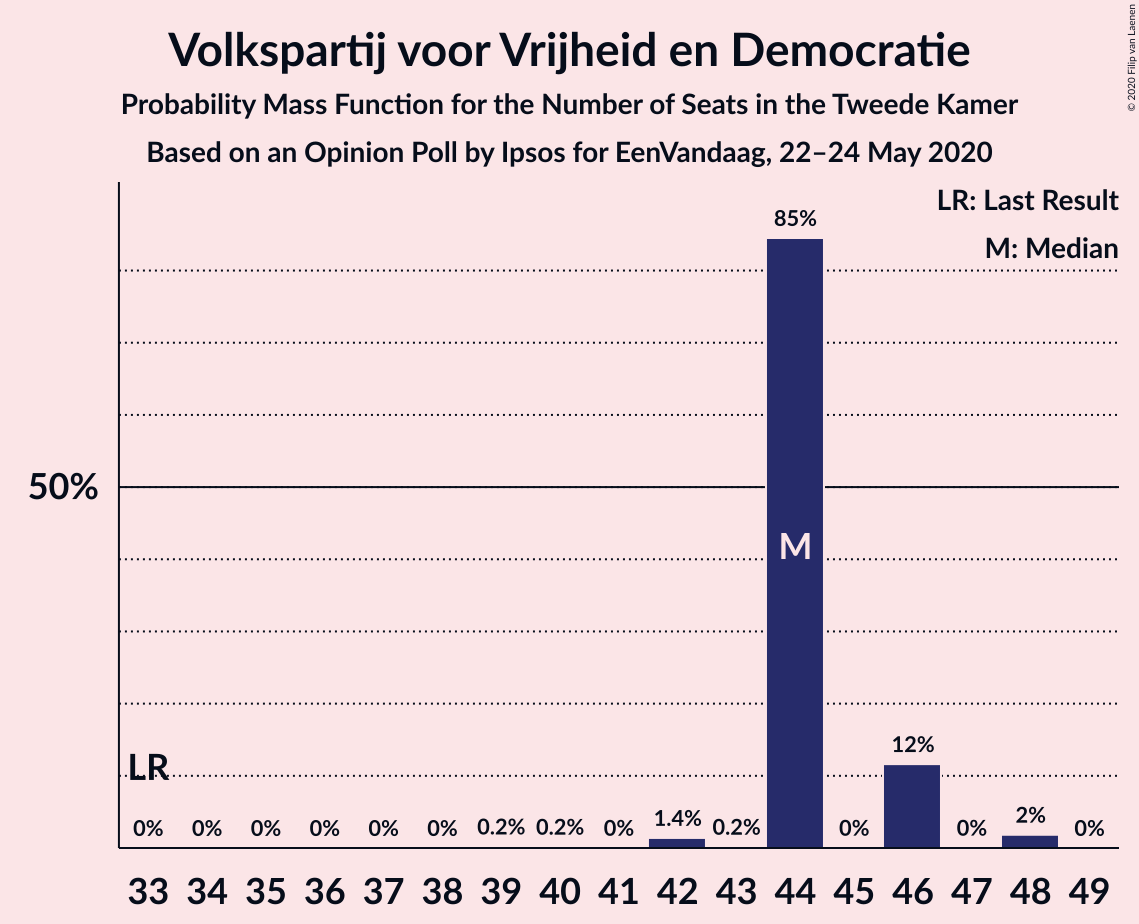 Volkspartij voor Vrijheid en Democratie
Probability Mass Function for the Number of Seats in the Tweede Kamer
Based on an Opinion Poll by Ipsos for EenVandaag, 22–24 May 2020
© 2020 Filip van Laenen
LR: Last Result
M: Median
85%
50%
M
12%
LR
0% 0% 0% 0% 0% 0% 0.2% 0.2% 0% 1.4% 0.2% 0% 0% 2% 0%
33 34 35 36 37 38 39 40 41 42 43 44 45 46 47 48 49